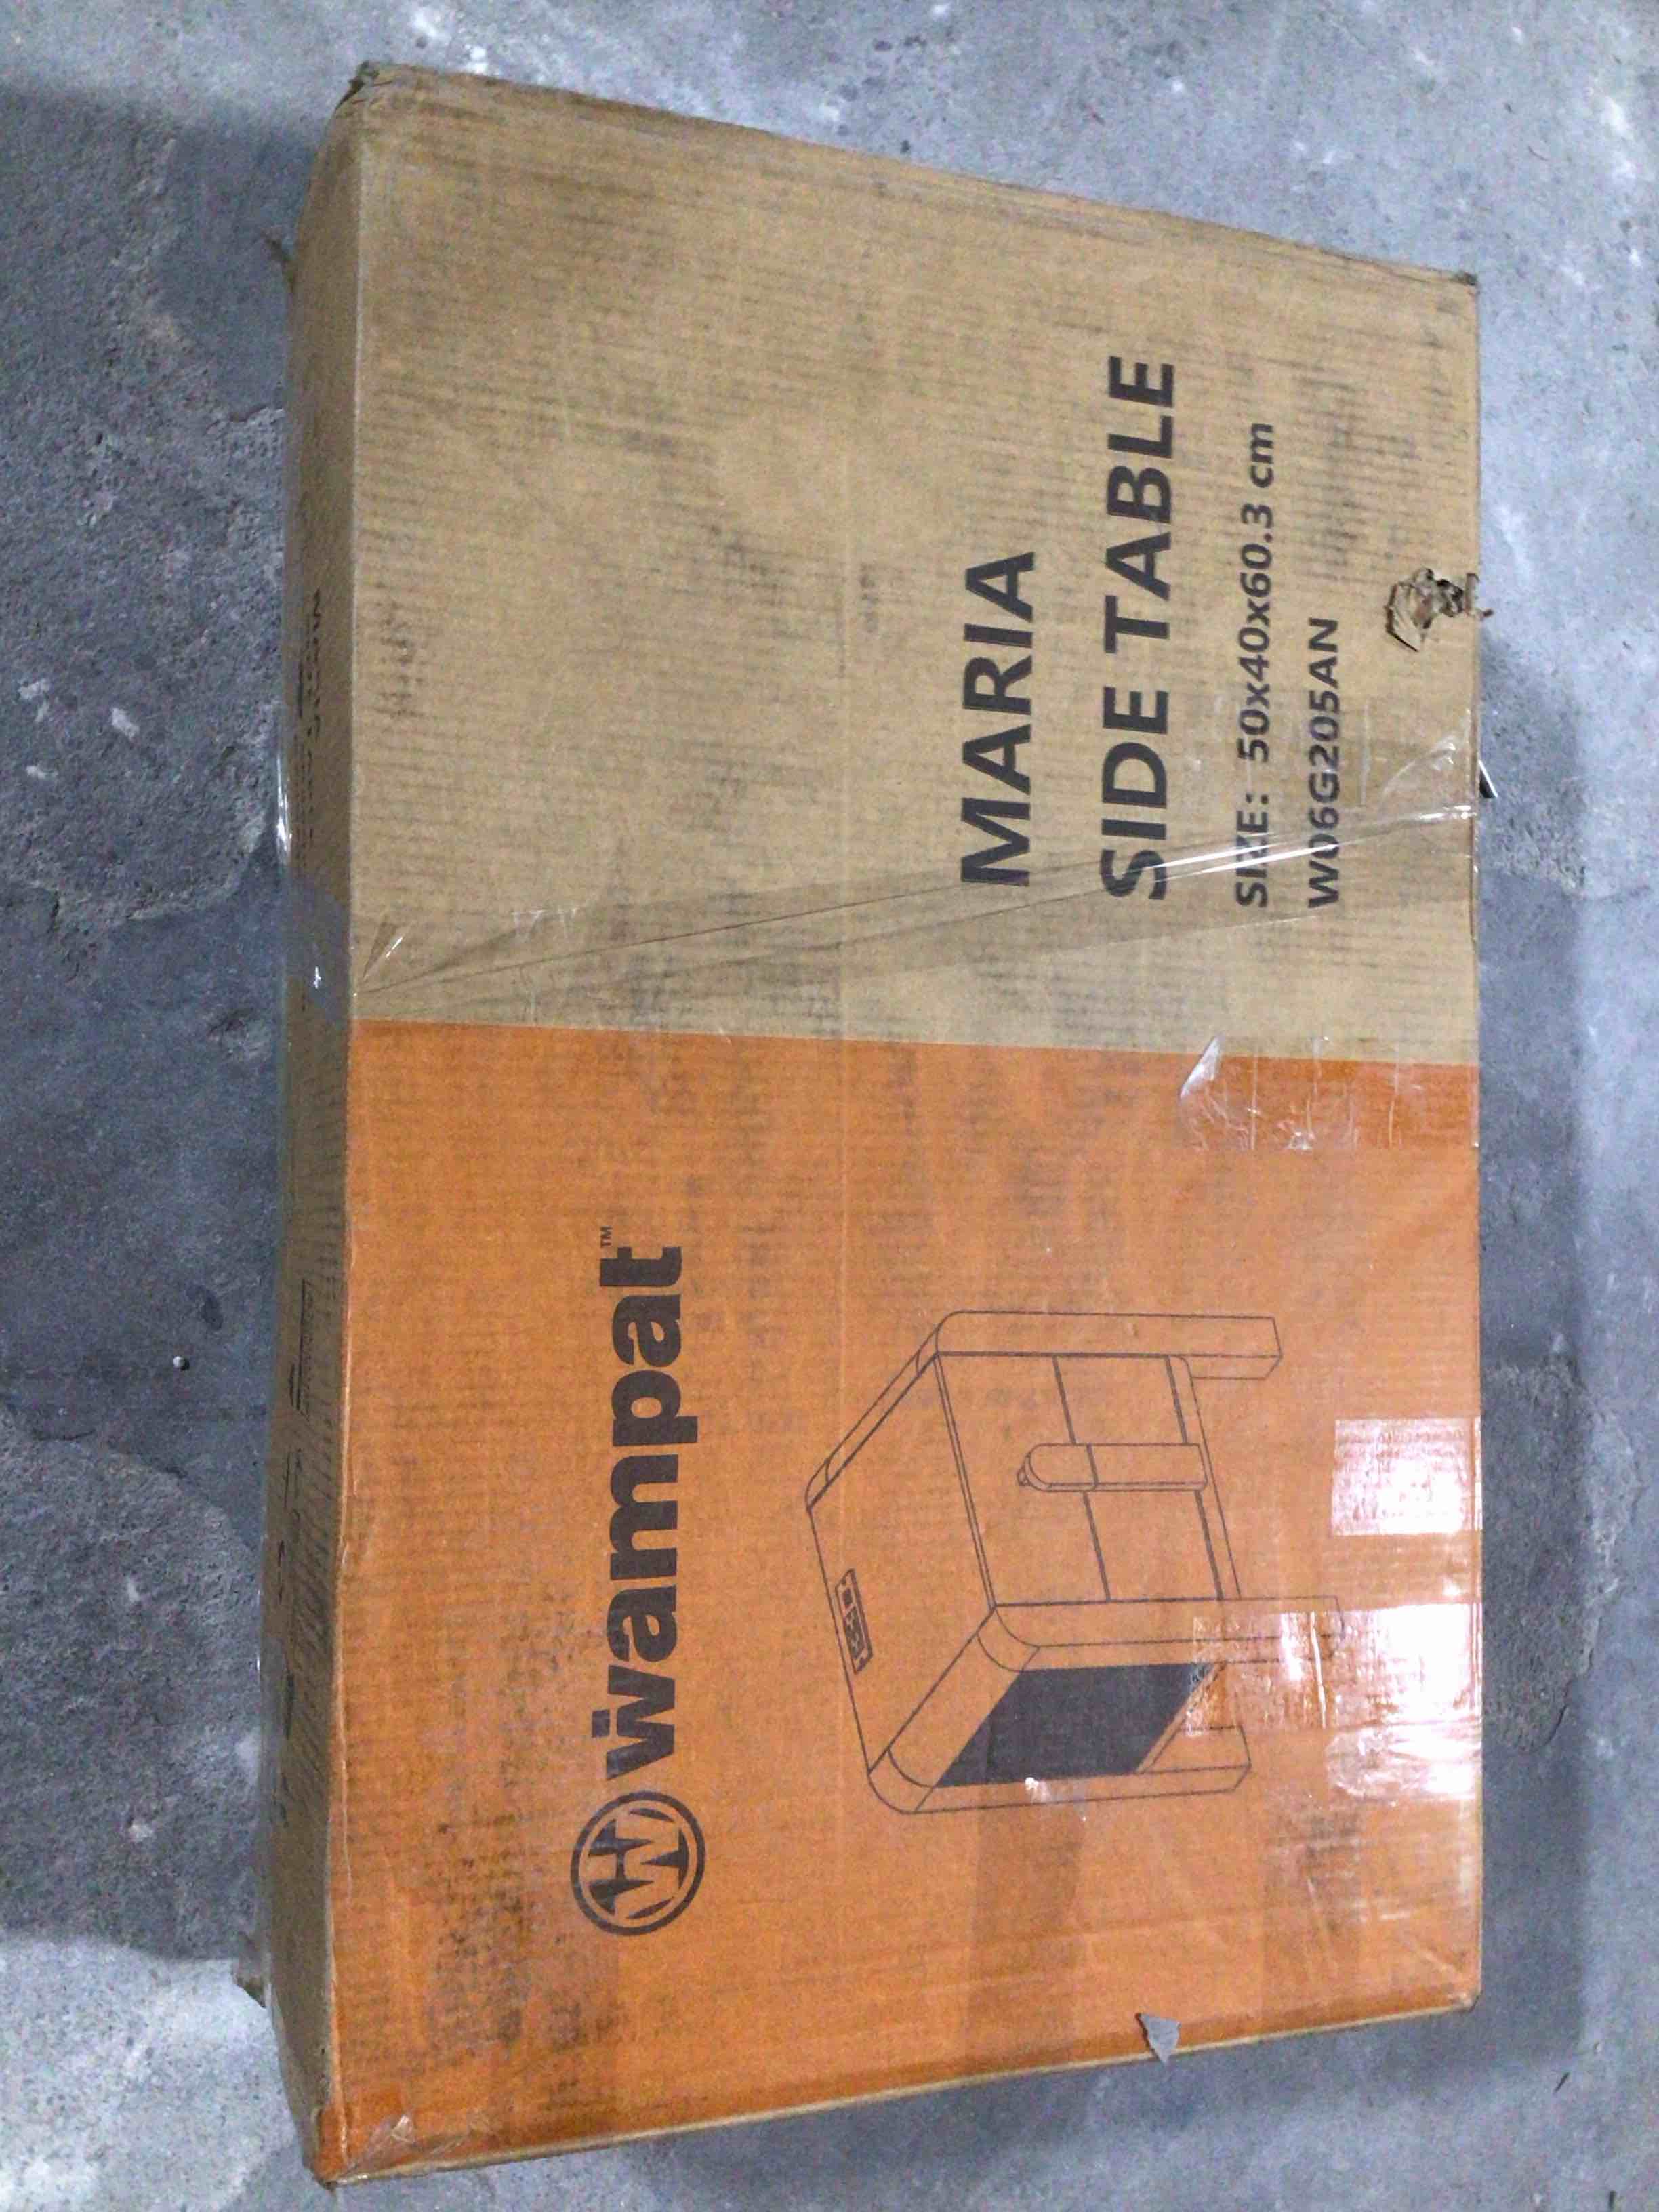 wampat™
MARIA
SIDE TABLE
SIZE: 50x40x60.3 cm
W06G205AN